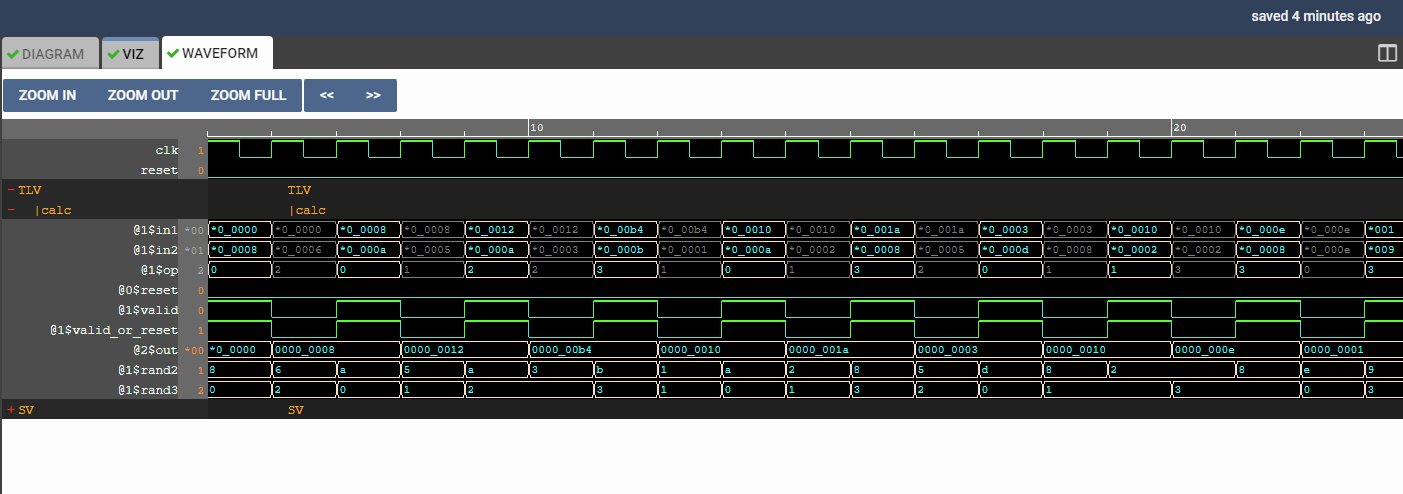 saved 4 minutes ago
DIAGRAM VIZ WAVEFORM
ZOOM IN ZOOM OUT ZOOM FULL << >>
10 20
clk 1
reset 0
-TLV TLV
- |calc |calc
@1$in1 *00 *0_0000 *0_0000 *0_0008 *0_0008 *0_0012 *0_0012 *0_00b4 *0_00b4 *0_0010 *0_0010 *0_001a *0_001a *0_0003 *0_0003 *0_0010 *0_0010 *0_000e *0_000e *001
@1$in2 *01 *0_0008 *0_0006 *0_000a *0_0005 *0_000a *0_0003 *0_000b *0_0001 *0_000a *0_0002 *0_0008 *0_0005 *0_000d *0_0008 *0_0002 *0_0002 *0_0008 *0_000e *009
@1$op 2 0 2 0 1 2 2 3 1 0 1 3 2 0 1 1 3 3 0 3
@0$reset 0
@1$valid 0
@1$valid_or_reset 1
@2$out *00 *0_0000 0000_0008 0000_0012 0000_00b4 0000_0010 0000_001a 0000_0003 0000_0010 0000_000e 0000_0001
@1$rand2 1 8 6 a 5 a 3 b 1 a 2 8 5 d 8 2 8 e 9
@1$rand3 2 0 2 0 1 2 3 1 0 1 3 2 0 1 3 0 3
+SV SV